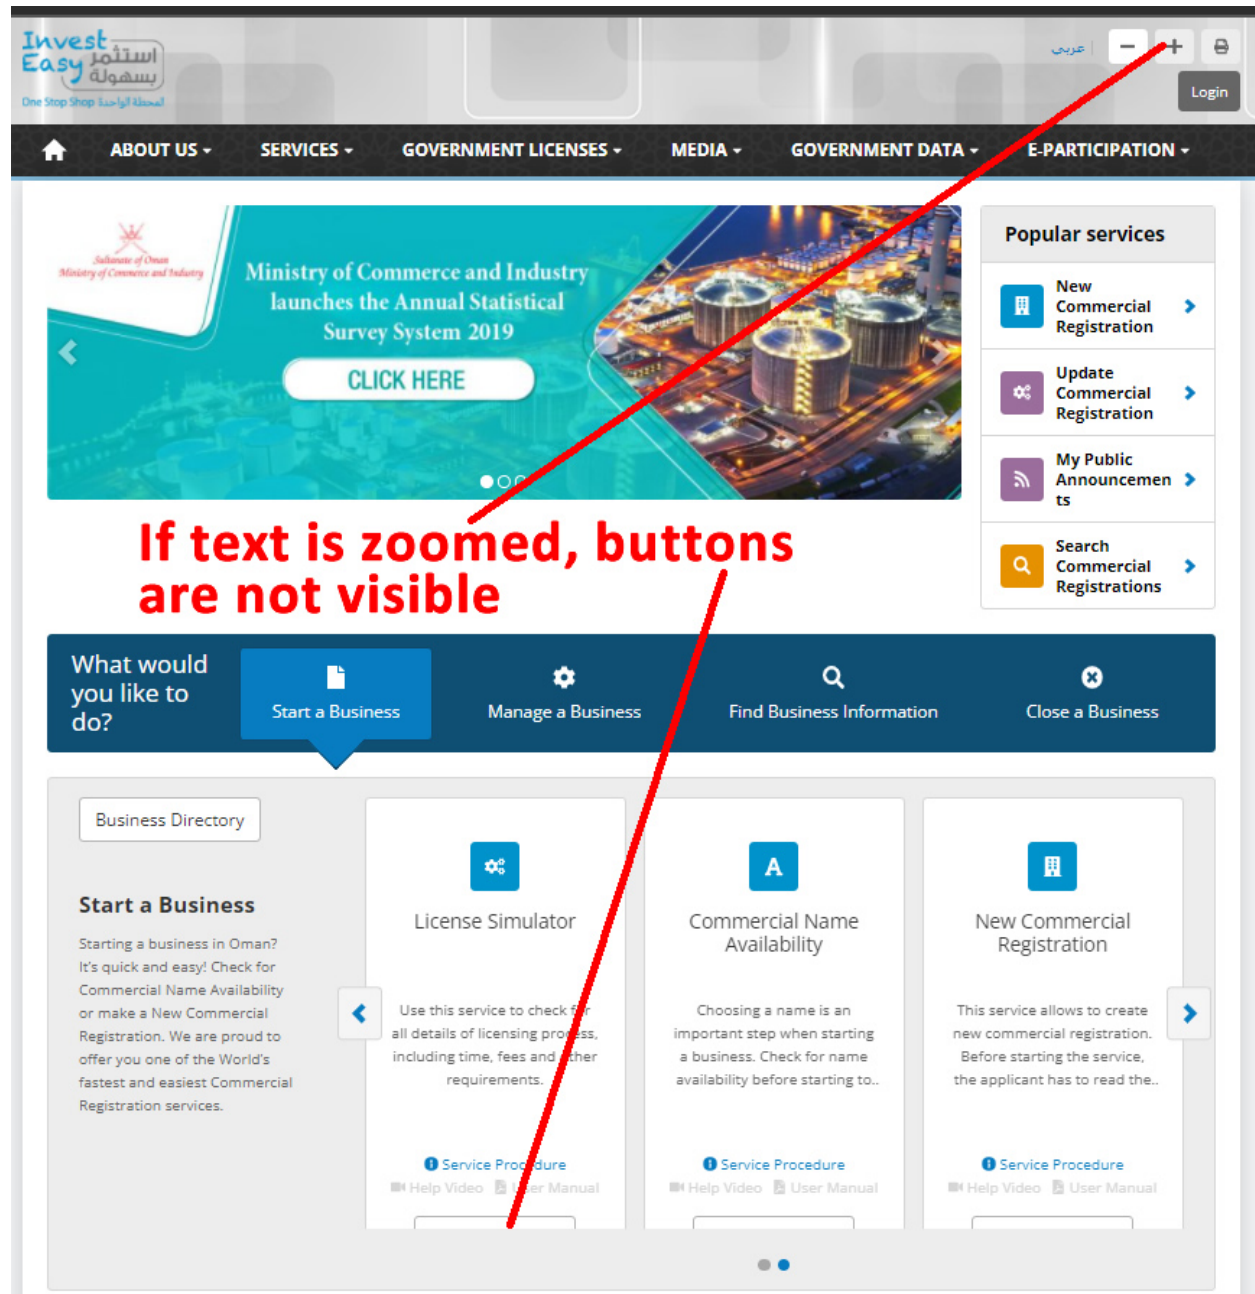 Invest
Easy
استثمر
بسهولة
One Stop Shop المحطة الواحدة
عربي
Login
ABOUT US
SERVICES
GOVERNMENT LICENSES
MEDIA
GOVERNMENT DATA
E-PARTICIPATION
Sultanate of Oman
Ministry of Commerce and Industry
Ministry of Commerce and Industry
launches the Annual Statistical
Survey System 2019
CLICK HERE
Popular services
New
Commercial
Registration
Update
Commercial
Registration
My Public
Announcemen
ts
Search
Commercial
Registrations
If text is zoomed, buttons
are not visible
What would
you like to
do?
Start a Business
Manage a Business
Find Business Information
Close a Business
Business Directory
Start a Business
Starting a business in Oman?
It's quick and easy! Check for
Commercial Name Availability
or make a New Commercial
Registration. We are proud to
offer you one of the World's
fastest and easiest Commercial
Registration services.
License Simulator
Use this service to check for
all details of licensing process,
including time, fees and other
requirements.
Service Procedure
Help Video User Manual
A
Commercial Name
Availability
Choosing a name is an
important step when starting
a business. Check for name
availability before starting to..
Service Procedure
Help Video User Manual
New Commercial
Registration
This service allows to create
new commercial registration.
Before starting the service,
the applicant has to read the..
Service Procedure
Help Video User Manual